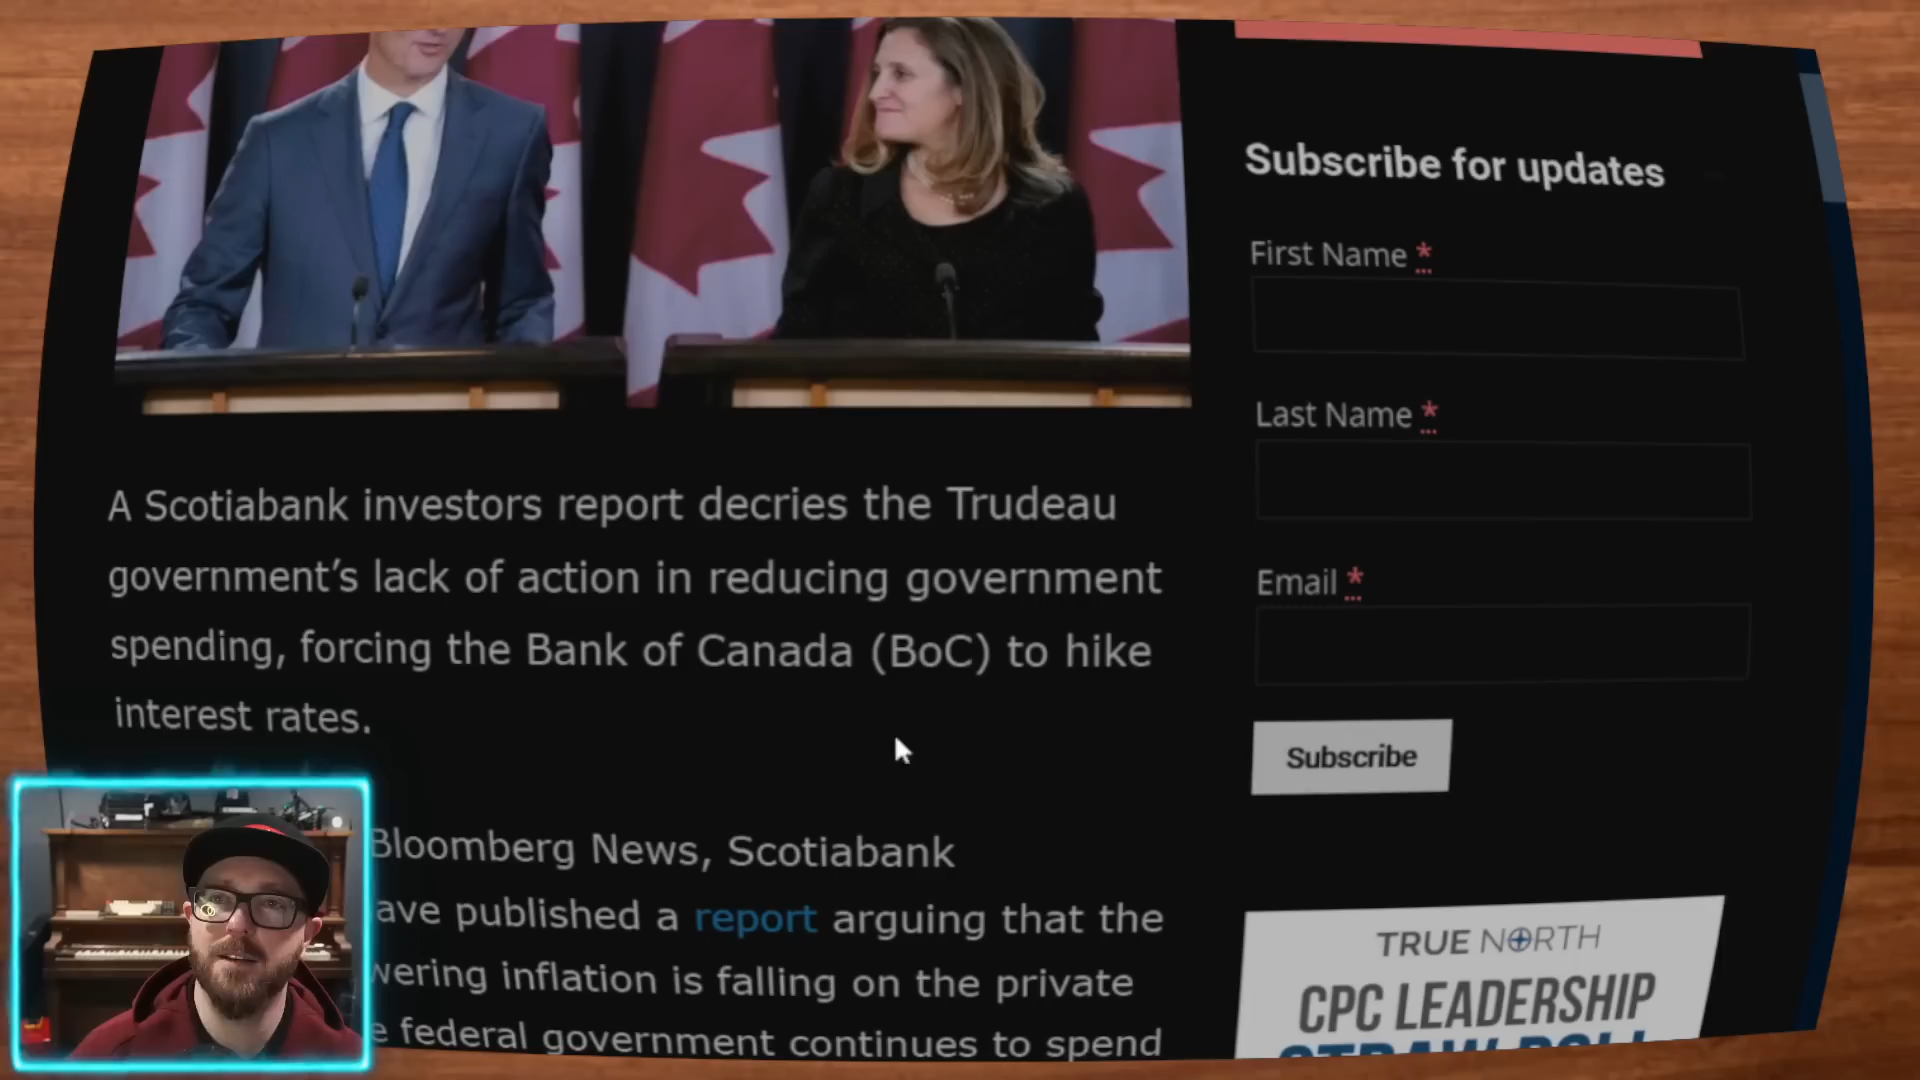 A Scotiabank investors report decries the Trudeau
government’s lack of action in reducing government
spending, forcing the Bank of Canada (BoC) to hike
interest rates.
Bloomberg News, Scotiabank
ave published a report arguing that the
wering inflation is falling on the private
e federal government continues to spend
Subscribe for updates
First Name *
Last Name *
Email *
Subscribe
TRUE NORTH
CPC LEADERSHIP
STRAW POLL